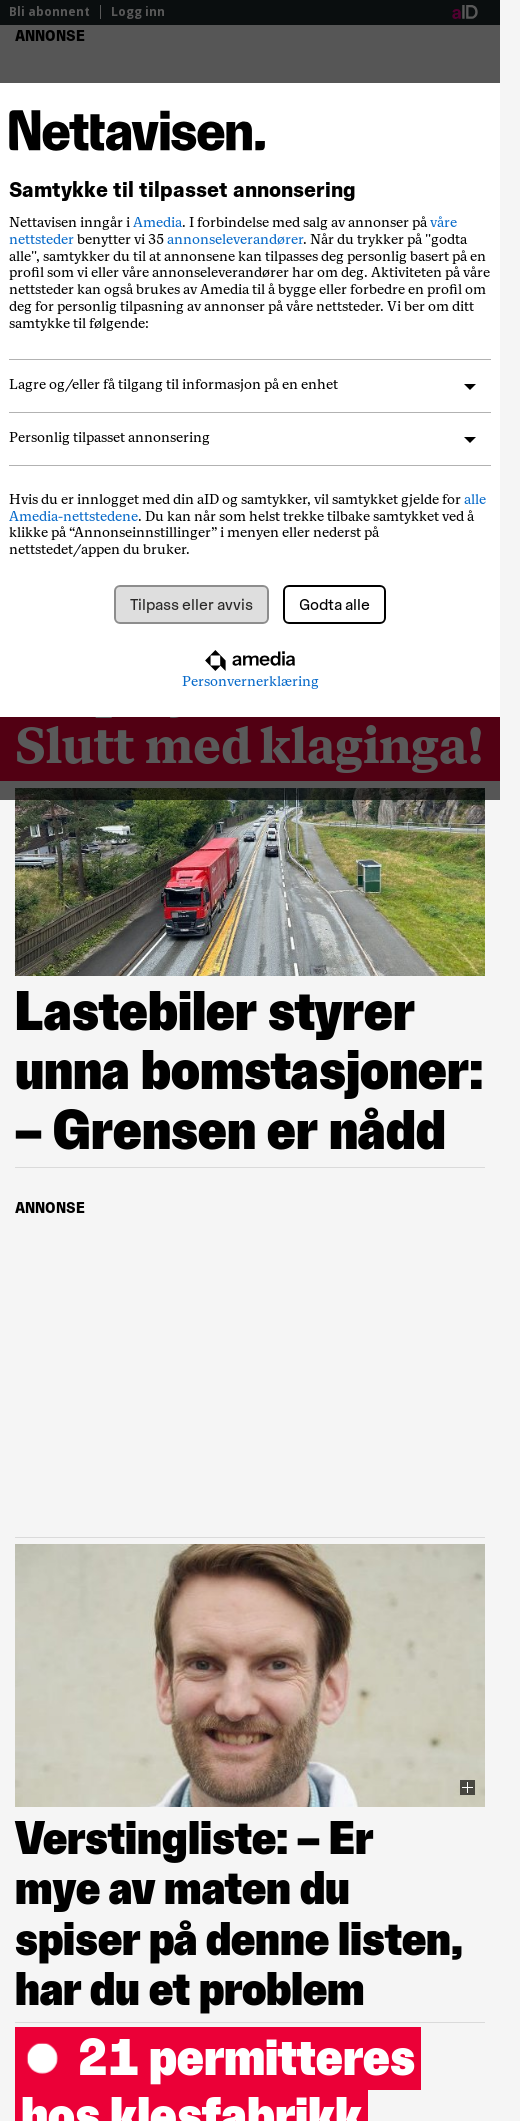 Bli abonnent
Logg inn
aID
ANNONSE
Nettavisen.
Samtykke til tilpasset annonsering
Nettavisen inngår i Amedia. I forbindelse med salg av annonser på våre
nettsteder benytter vi 35 annonseleverandører. Når du trykker på "godta
alle", samtykker du til at annonsene kan tilpasses deg personlig basert på en
profil som vi eller våre annonseleverandører har om deg. Aktiviteten på våre
nettsteder kan også brukes av Amedia til å bygge eller forbedre en profil om
deg for personlig tilpasning av annonser på våre nettsteder. Vi ber om ditt
samtykke til følgende:
Lagre og/eller få tilgang til informasjon på en enhet
Personlig tilpasset annonsering
Hvis du er innlogget med din aID og samtykker, vil samtykket gjelde for alle
Amedia-nettstedene. Du kan når som helst trekke tilbake samtykket ved å
klikke på “Annonseinnstillinger” i menyen eller nederst på
nettstedet/appen du bruker.
Tilpass eller avvis
Godta alle
amedia
Personvernerklæring
Slutt med klaginga!
Lastebiler styrer
unna bomstasjoner:
– Grensen er nådd
ANNONSE
Verstingliste: – Er
mye av maten du
spiser på denne listen,
har du et problem
21 permitteres
hos klesfabrikk